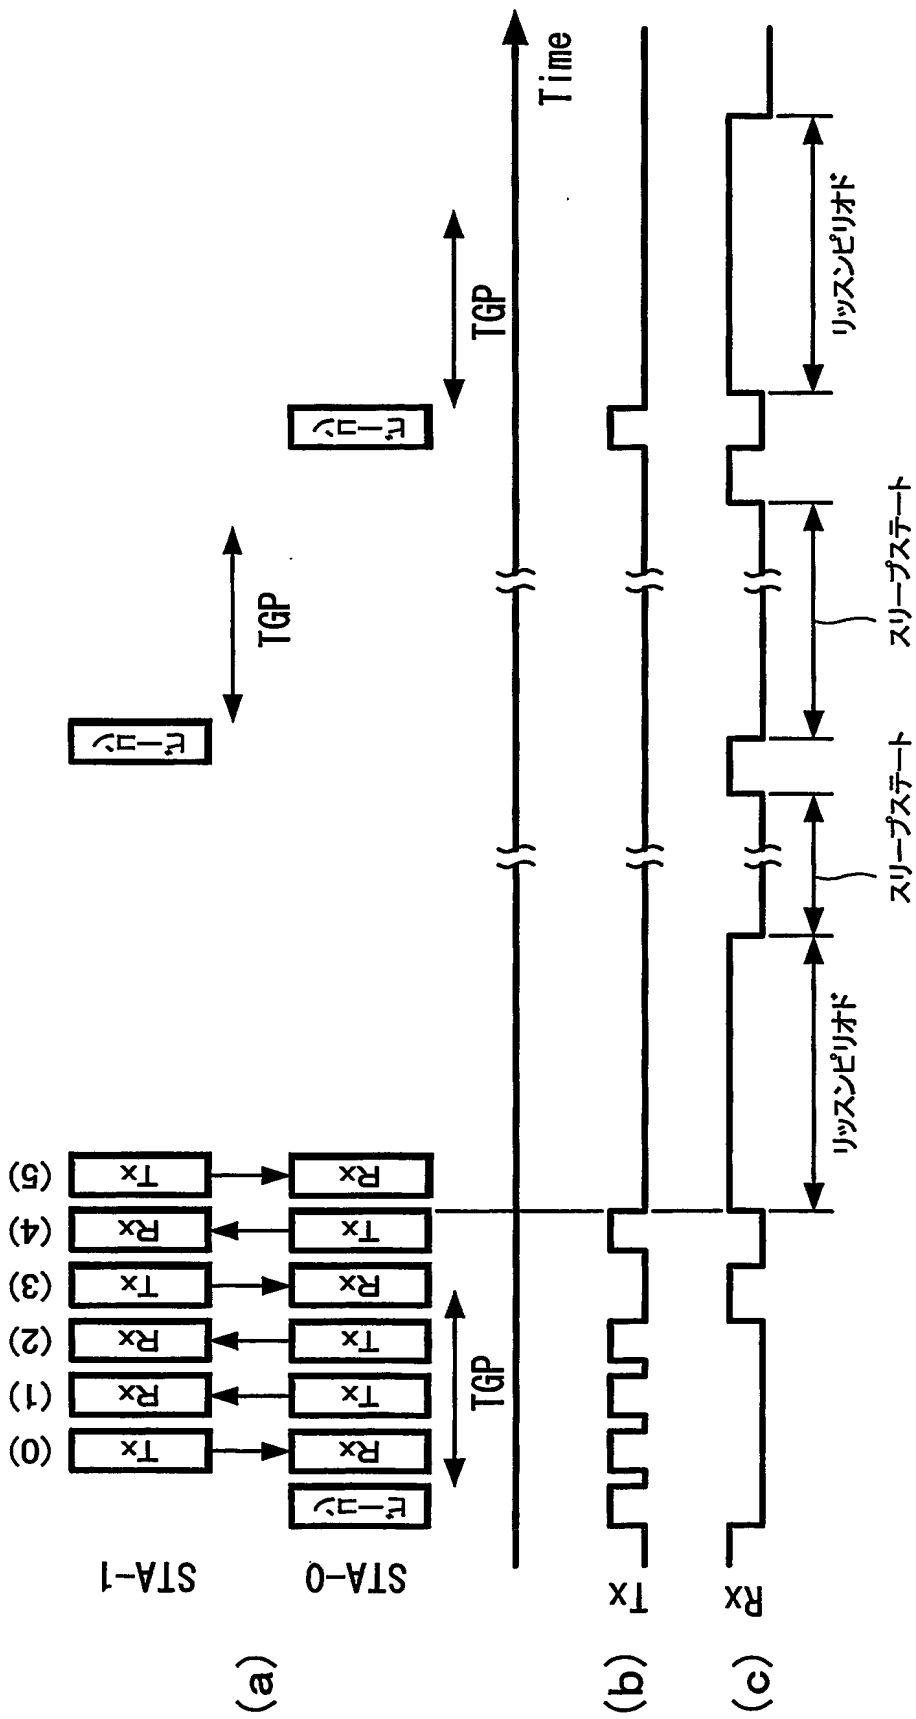 (a)
STA-1
(0)
(1)
(2)
(3)
(4)
(5)
Tx
Rx
Rx
Tx
Rx
Tx
ビーコン
STA-0
ビーコン
Rx
Tx
Tx
Rx
Tx
Rx
ビーコン
TGP
TGP
TGP
Time
(b)
Tx
(c)
Rx
リッスンピリオド
スリープステート
スリープステート
リッスンピリオド